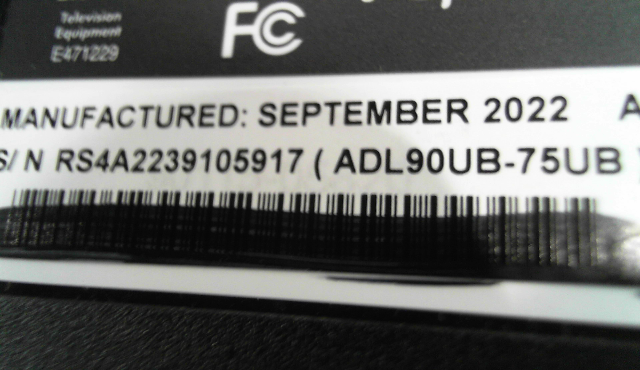 Television
Equipment
E471229
FC
MANUFACTURED: SEPTEMBER 2022 A
S/ N RS4A2239105917 ( ADL90UB-75UB )